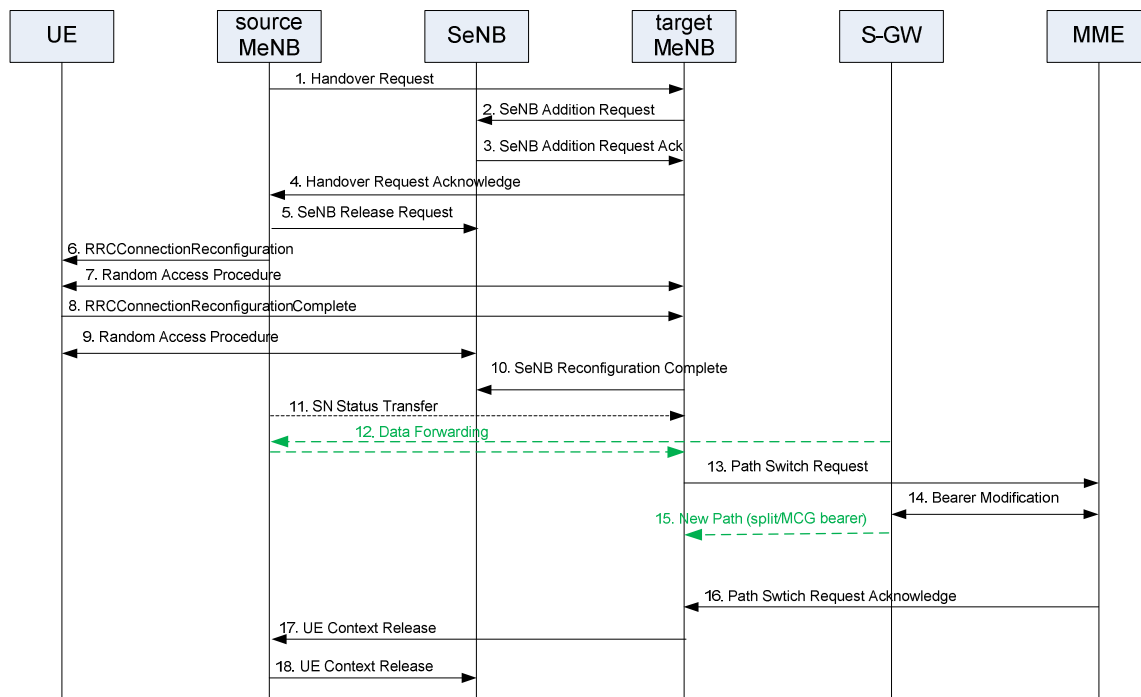 UE
source
MeNB
SeNB
target
MeNB
S-GW
MME
1. Handover Request
2. SeNB Addition Request
3. SeNB Addition Request Ack
4. Handover Request Acknowledge
5. SeNB Release Request
6. RRCConnectionReconfiguration
7. Random Access Procedure
8. RRCConnectionReconfigurationComplete
9. Random Access Procedure
10. SeNB Reconfiguration Complete
11. SN Status Transfer
12. Data Forwarding
13. Path Switch Request
14. Bearer Modification
15. New Path (split/MCG bearer)
16. Path Swtich Request Acknowledge
17. UE Context Release
18. UE Context Release